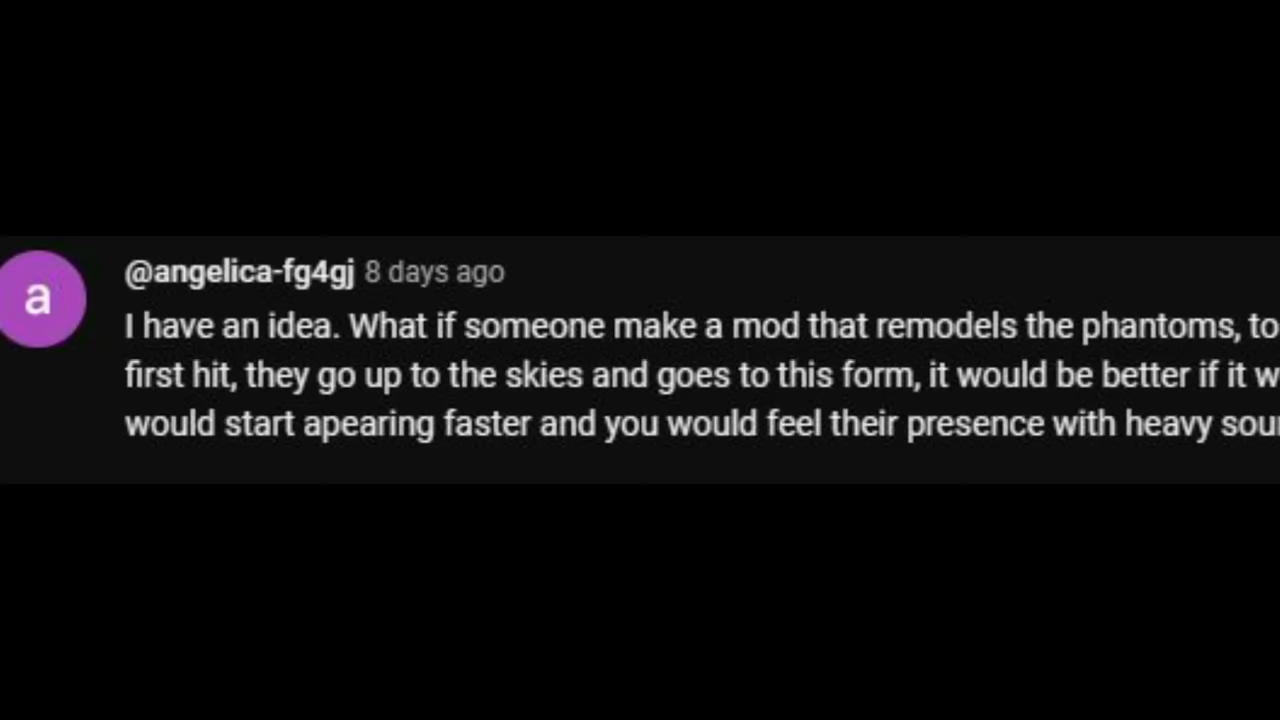 a
@angelica-fg4gj 8 days ago
I have an idea. What if someone make a mod that remodels the phantoms, to
first hit, they go up to the skies and goes to this form, it would be better if it
would start apearing faster and you would feel their presence with heavy